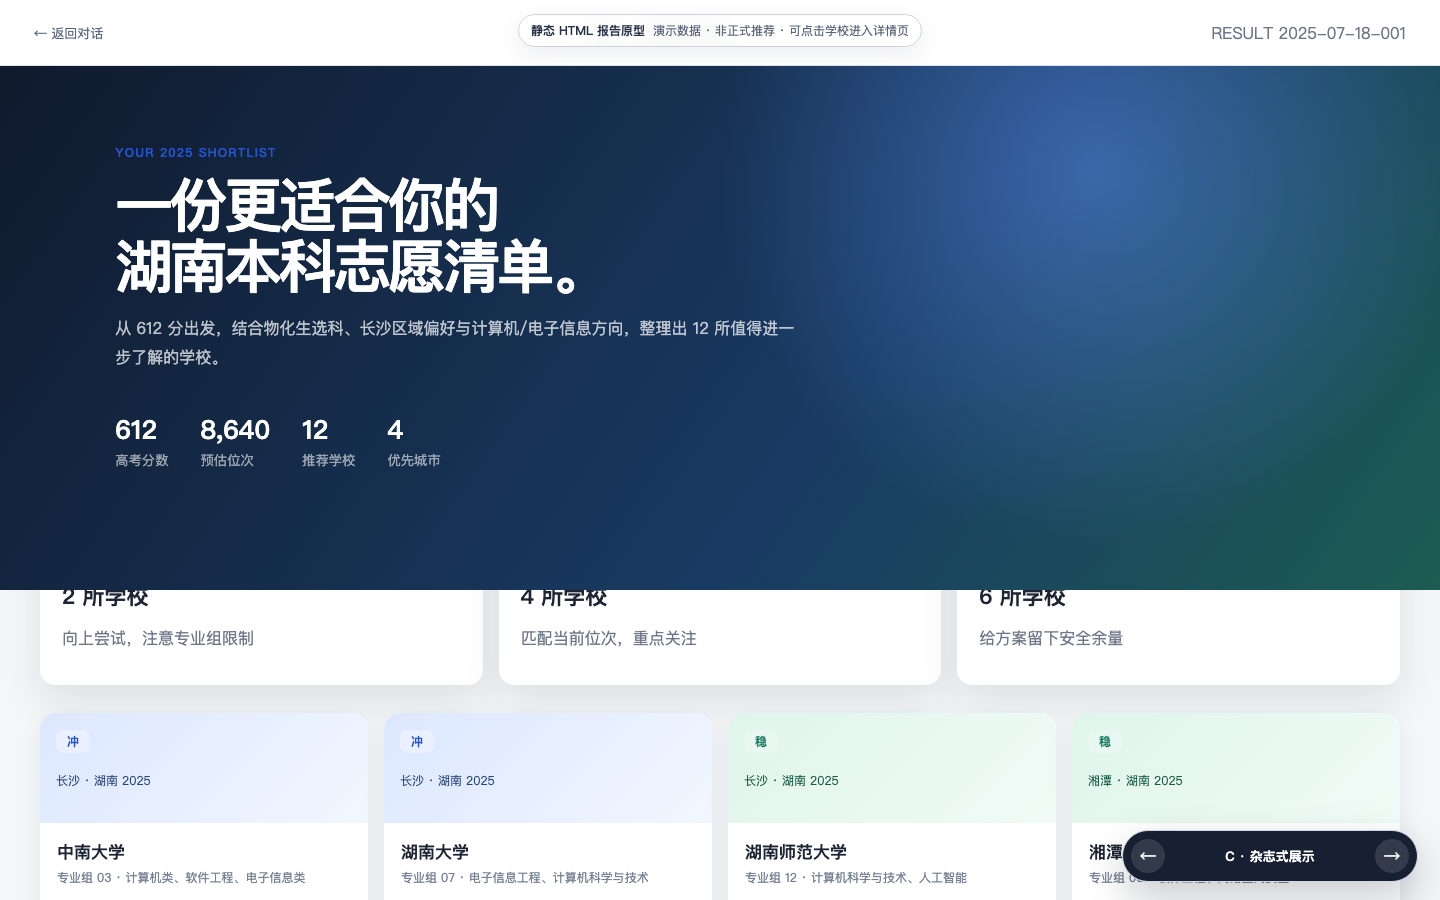 ← 返回对话
静态 HTML 报告原型 演示数据 · 非正式推荐 · 可点击学校进入详情页
RESULT 2025-07-18-001
YOUR 2025 SHORTLIST
一份更适合你的
湖南本科志愿清单。
从 612 分出发，结合物化生选科、长沙区域偏好与计算机/电子信息方向，整理出 12 所值得进一
步了解的学校。
612 8,640 12 4
高考分数 预估位次 推荐学校 优先城市
2 所学校 4 所学校 6 所学校
向上尝试，注意专业组限制 匹配当前位次，重点关注 给方案留下安全余量
冲 冲 稳 稳
长沙 · 湖南 2025 长沙 · 湖南 2025 长沙 · 湖南 2025 湘潭 · 湖南 2025
中南大学 湖南大学 湖南师范大学 湘潭
专业组 03 · 计算机类、软件工程、电子信息类 专业组 07 · 电子信息工程、计算机科学与技术 专业组 12 · 计算机科学与技术、人工智能 专业组
← C · 杂志式展示 →